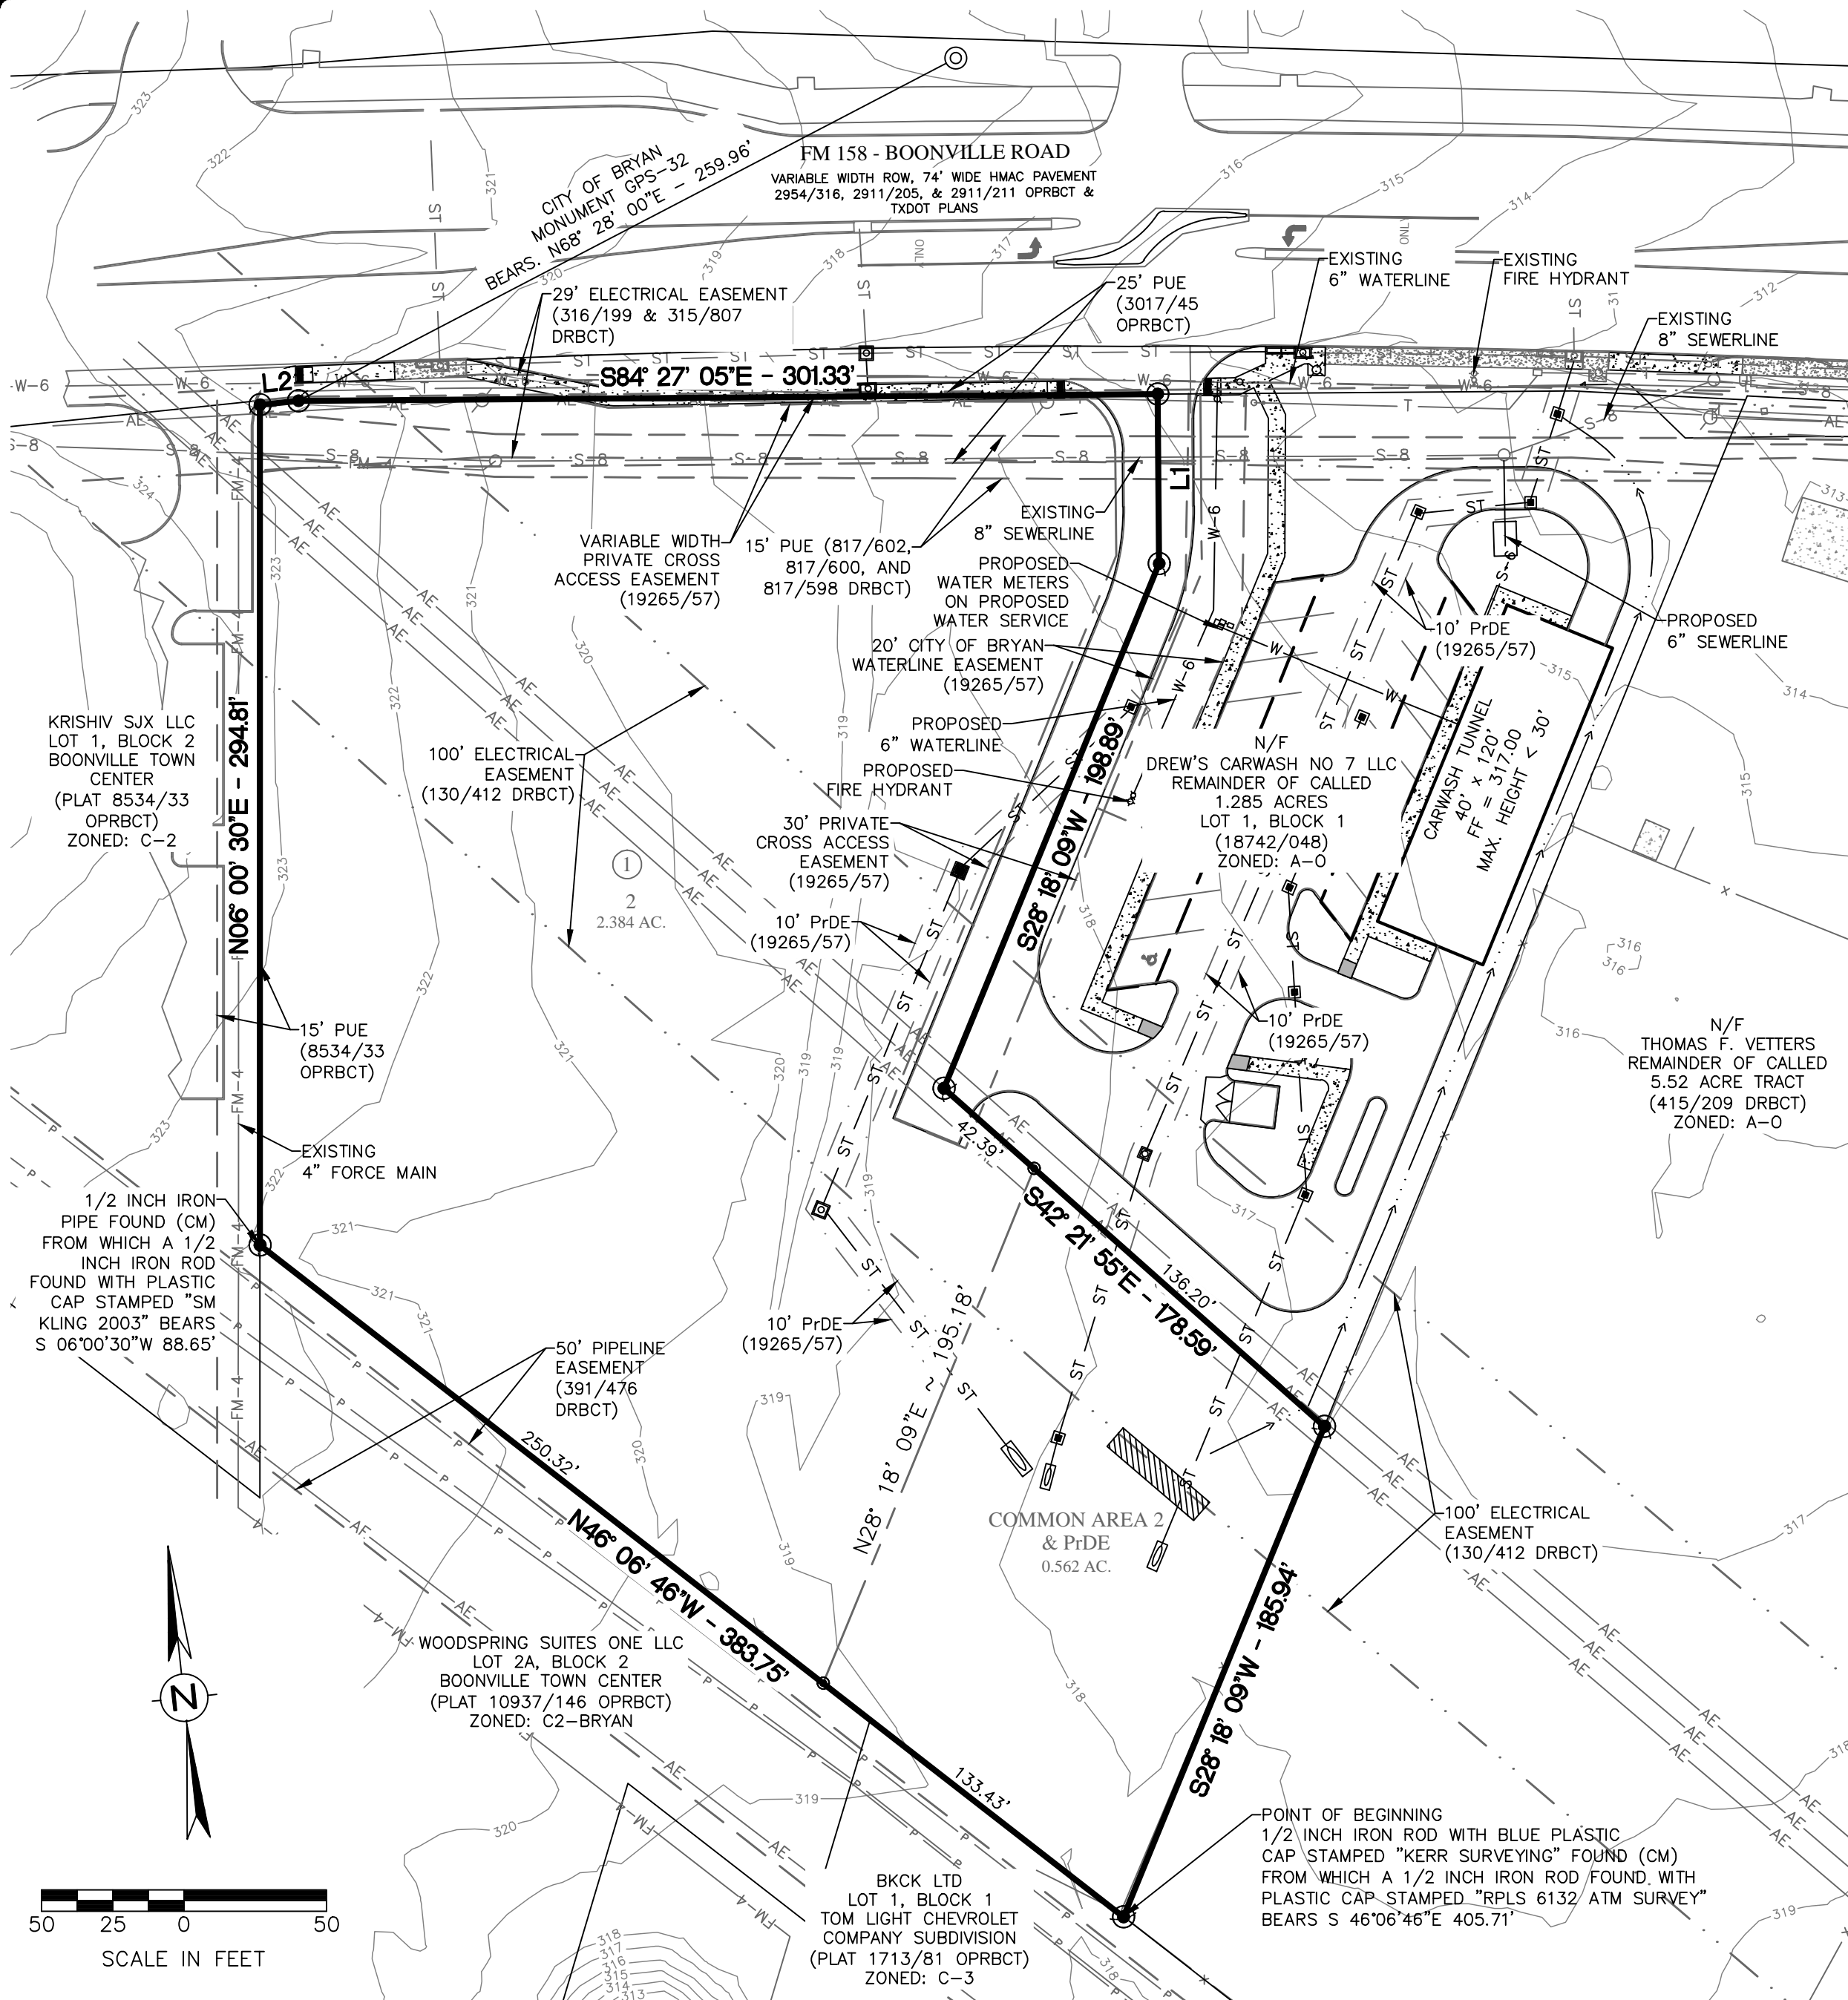 FM 158 - BOONVILLE ROAD
VARIABLE WIDTH ROW, 74' WIDE HMAC PAVEMENT
2954/316, 2911/205, & 2911/211 OPRBCT &
TXDOT PLANS
CITY OF BRYAN
MONUMENT GPS-32
BEARS. N68° 28' 00"E - 259.96'
29' ELECTRICAL EASEMENT
(316/199 & 315/807
DRBCT)
25' PUE
(3017/45
OPRBCT)
EXISTING
6" WATERLINE
EXISTING
FIRE HYDRANT
EXISTING
8" SEWERLINE
ONLY
ONLY
L2
S84° 27' 05"E - 301.33'
L1
VARIABLE WIDTH
PRIVATE CROSS
ACCESS EASEMENT
(19265/57)
15' PUE (817/602,
817/600, AND
817/598 DRBCT)
EXISTING
8" SEWERLINE
PROPOSED
WATER METERS
ON PROPOSED
WATER SERVICE
20' CITY OF BRYAN
WATERLINE EASEMENT
(19265/57)
PROPOSED
6" WATERLINE
PROPOSED
FIRE HYDRANT
30' PRIVATE
CROSS ACCESS
EASEMENT
(19265/57)
10' PrDE
(19265/57)
10' PrDE
(19265/57)
PROPOSED
6" SEWERLINE
KRISHIV SJX LLC
LOT 1, BLOCK 2
BOONVILLE TOWN
CENTER
(PLAT 8534/33
OPRBCT)
ZONED: C-2
N06° 00' 30"E - 294.81'
100' ELECTRICAL
EASEMENT
(130/412 DRBCT)
1
2
2.384 AC.
S28° 18' 09"W - 198.89'
N/F
DREW'S CARWASH NO 7 LLC
REMAINDER OF CALLED
1.285 ACRES
LOT 1, BLOCK 1
(18742/048)
ZONED: A-O
CARWASH TUNNEL
40' x 120'
FF = 317.00
MAX. HEIGHT < 30'
10' PrDE
(19265/57)
N/F
THOMAS F. VETTERS
REMAINDER OF CALLED
5.52 ACRE TRACT
(415/209 DRBCT)
ZONED: A-O
15' PUE
(8534/33
OPRBCT)
EXISTING
4" FORCE MAIN
1/2 INCH IRON
PIPE FOUND (CM)
FROM WHICH A 1/2
INCH IRON ROD
FOUND WITH PLASTIC
CAP STAMPED "SM
KLING 2003" BEARS
S 06°00'30"W 88.65'
42.39'
S42° 21' 55"E - 178.59'
136.20'
10' PrDE
(19265/57)
N28° 18' 09"E ~ 195.18'
50' PIPELINE
EASEMENT
(391/476
DRBCT)
250.32'
N46° 06' 46"W - 383.75'
133.43'
COMMON AREA 2
& PrDE
0.562 AC.
S28° 18' 09"W - 185.94'
100' ELECTRICAL
EASEMENT
(130/412 DRBCT)
WOODSPRING SUITES ONE LLC
LOT 2A, BLOCK 2
BOONVILLE TOWN CENTER
(PLAT 10937/146 OPRBCT)
ZONED: C2-BRYAN
BKCK LTD
LOT 1, BLOCK 1
TOM LIGHT CHEVROLET
COMPANY SUBDIVISION
(PLAT 1713/81 OPRBCT)
ZONED: C-3
POINT OF BEGINNING
1/2 INCH IRON ROD WITH BLUE PLASTIC
CAP STAMPED "KERR SURVEYING" FOUND (CM)
FROM WHICH A 1/2 INCH IRON ROD FOUND WITH
PLASTIC CAP STAMPED "RPLS 6132 ATM SURVEY"
BEARS S 46°06'46"E 405.71'
N
50 25 0 50
SCALE IN FEET